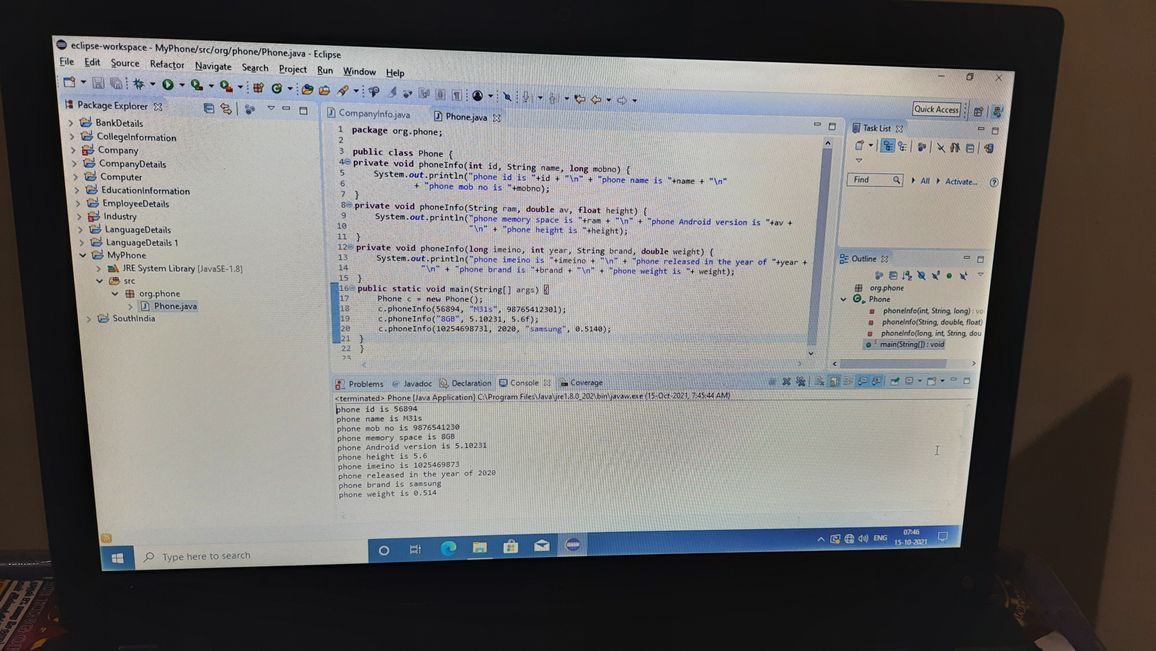 eclipse-workspace - MyPhone/src/org/phone/Phone.java - Eclipse
File Edit Source Refactor Navigate Search Project Run Window Help
Quick Access
Package Explorer
BankDetails
CollegeInformation
Company
CompanyDetails
Computer
EducationInformation
EmployeeDetails
Industry
LanguageDetails
LanguageDetails 1
MyPhone
JRE System Library [JavaSE-1.8]
src
org.phone
Phone.java
SouthIndia
CompanyInfo.java Phone.java
1 package org.phone;
2
3 public class Phone {
4 private void phoneInfo(int id, String name, long mobno) {
5 System.out.println("phone id is "+id + "\n" + "phone name is "+name + "\n"
6 + "phone mob no is "+mobno);
7 }
8 private void phoneInfo(String ram, double av, float height) {
9 System.out.println("phone memory space is "+ram + "\n" + "phone Android version is "+av +
10 "\n" + "phone height is "+height);
11 }
12 private void phoneInfo(long imeino, int year, String brand, double weight) {
13 System.out.println("phone imeino is "+imeino + "\n" + "phone released in the year of "+year +
14 "\n" + "phone brand is "+brand + "\n" + "phone weight is "+ weight);
15 }
16 public static void main(String[] args) {
17 Phone c = new Phone();
18 c.phoneInfo(56894, "M31s", 9876541230l);
19 c.phoneInfo("8GB", 5.10231, 5.6f);
20 c.phoneInfo(1025469873l, 2020, "samsung", 0.5140);
21 }
22 }
23
Task List
Find All Activate...
Outline
org.phone
Phone
phoneInfo(int, String, long) : vo
phoneInfo(String, double, float)
phoneInfo(long, int, String, dou
main(String[]) : void
Problems Javadoc Declaration Console Coverage
<terminated> Phone [Java Application] C:\Program Files\Java\jre1.8.0_202\bin\javaw.exe (15-Oct-2021, 7:45:44 AM)
phone id is 56894
phone name is M31s
phone mob no is 9876541230
phone memory space is 8GB
phone Android version is 5.10231
phone height is 5.6
phone imeino is 1025469873
phone released in the year of 2020
phone brand is samsung
phone weight is 0.514
Type here to search
ENG
07:46
15-10-2021